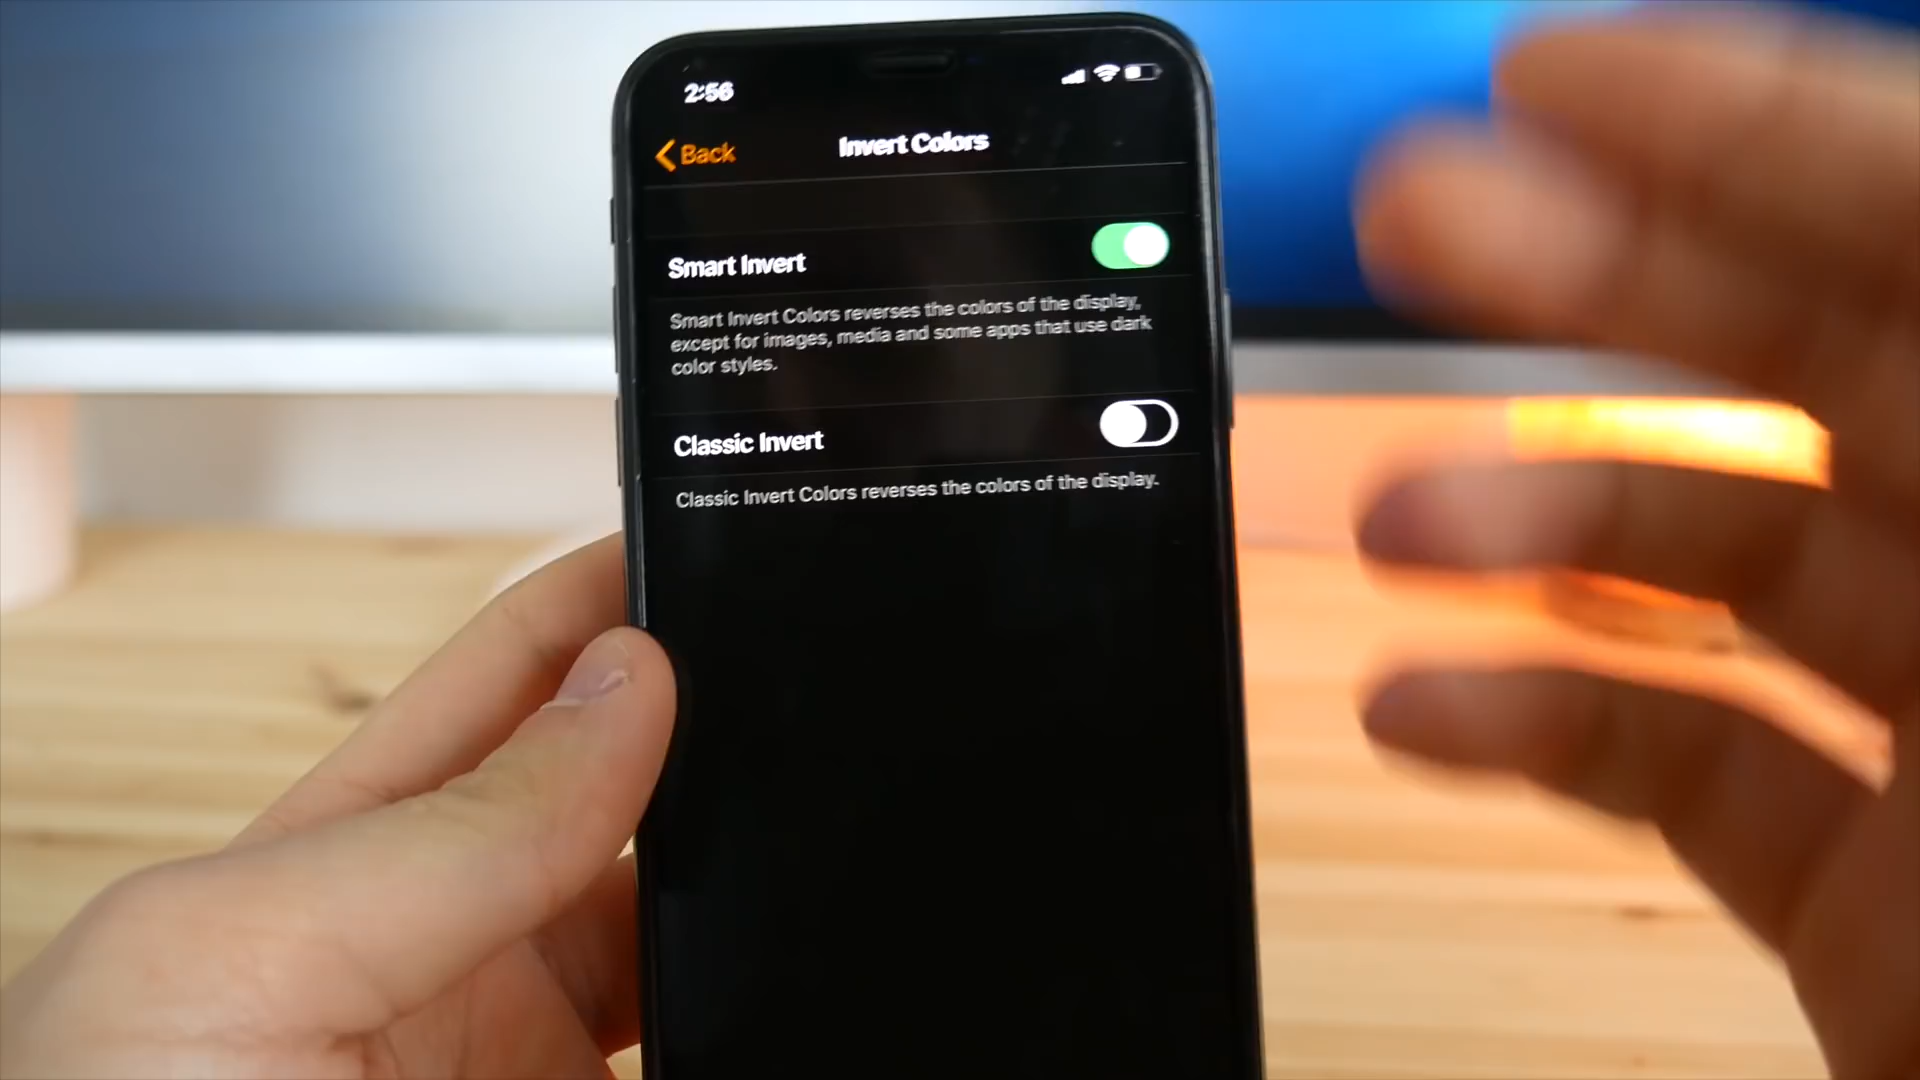 2:56
Back
Invert Colors
Smart Invert
Smart Invert Colors reverses the colors of the display,
except for images, media and some apps that use dark
color styles.
Classic Invert
Classic Invert Colors reverses the colors of the display.